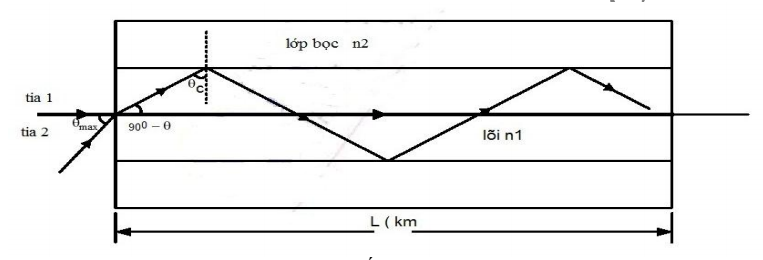 lớp bọc n2
θc
tia 1
θmax
90⁰ − θ
tia 2
lõi n1
L ( km